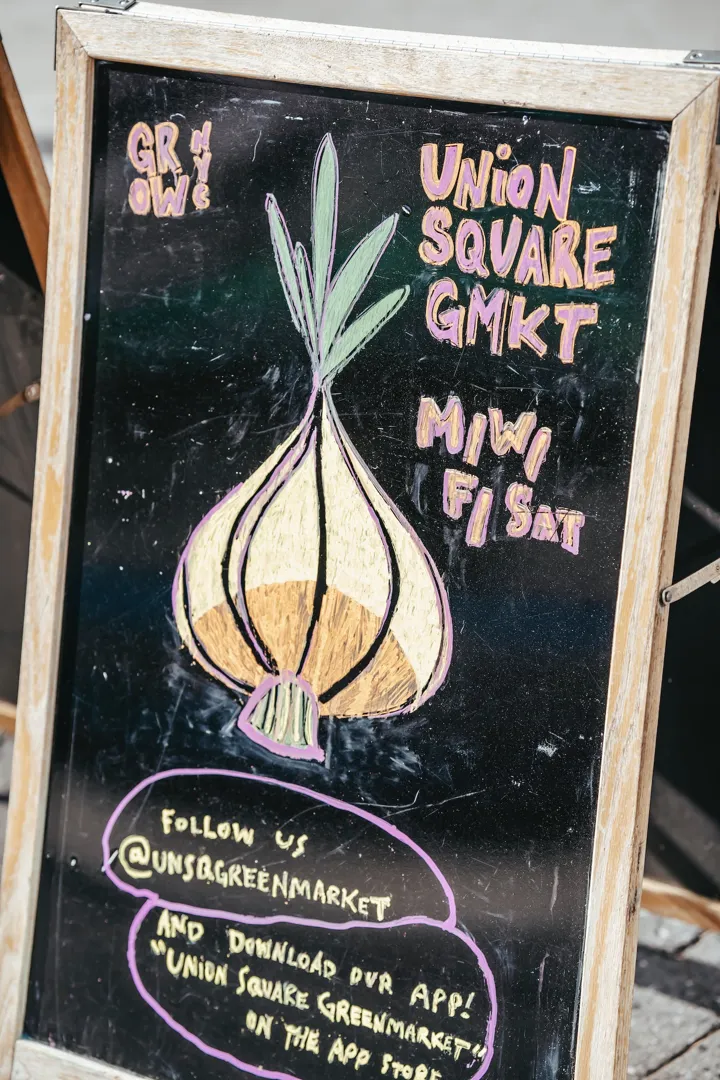 GR NYC
OW
UNION
SQUARE
GMKT
M/W/
F/SAT
FOLLOW US
@UNSQGREENMARKET
AND DOWNLOAD OUR APP!
"UNION SQUARE GREENMARKET"
ON THE APP STORE